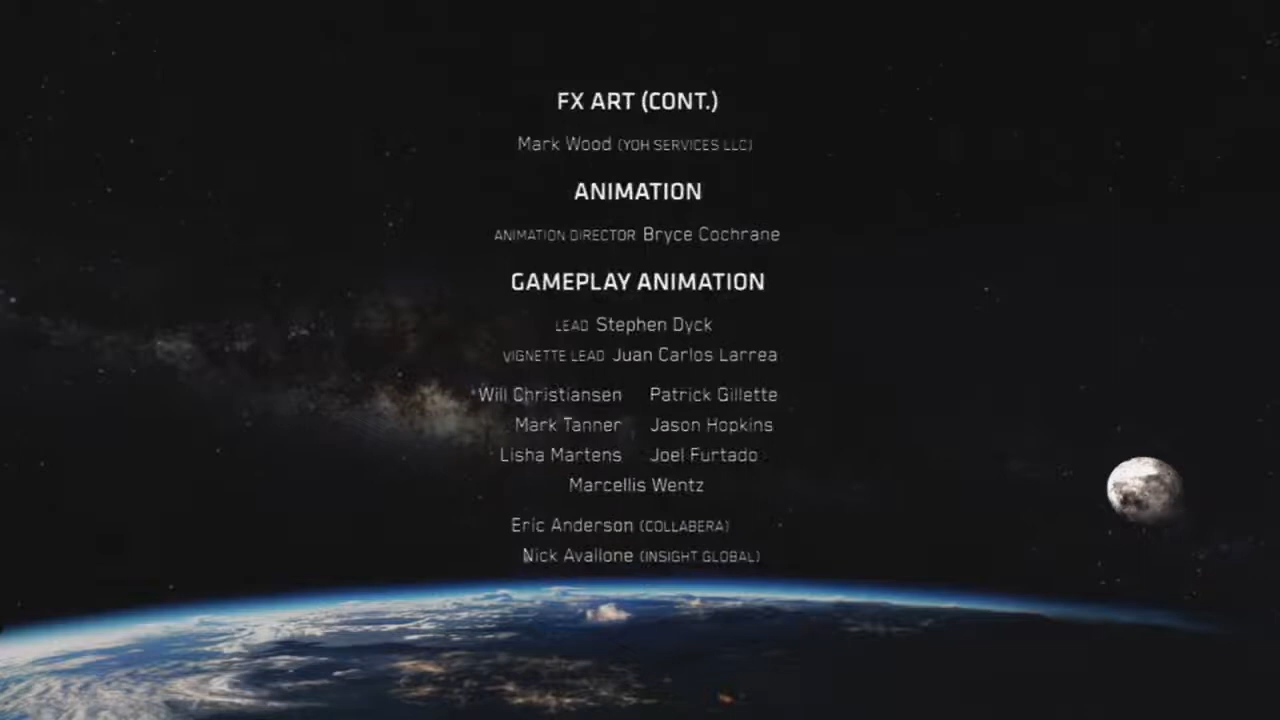 FX ART (CONT.)
Mark Wood (YOH SERVICES LLC)
ANIMATION
ANIMATION DIRECTOR Bryce Cochrane
GAMEPLAY ANIMATION
LEAD Stephen Dyck
VIGNETTE LEAD Juan Carlos Larrea
Will Christiansen Patrick Gillette
Mark Tanner Jason Hopkins
Lisha Martens Joel Furtado
Marcellis Wentz
Eric Anderson (COLLABERA)
Nick Avallone (INSIGHT GLOBAL)